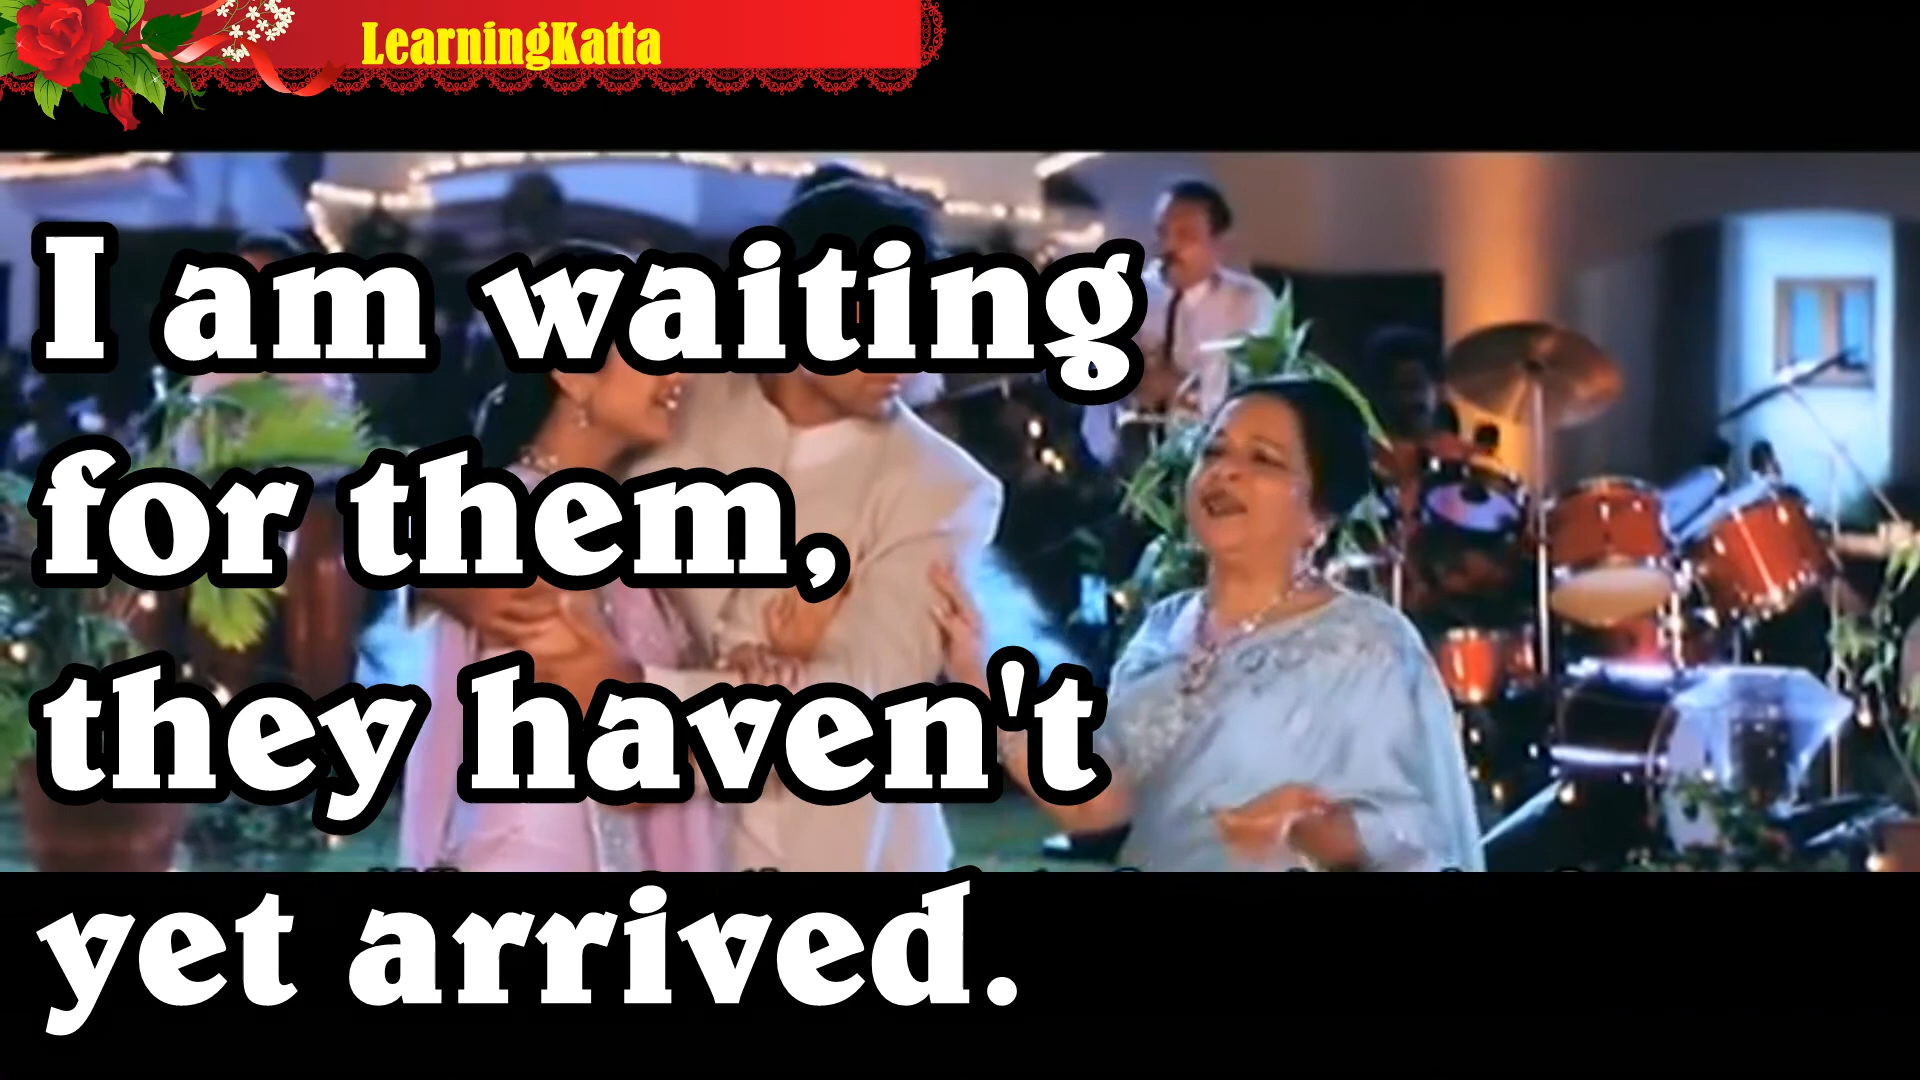 LearningKatta
I am waiting
for them,
they haven't
yet arrived.